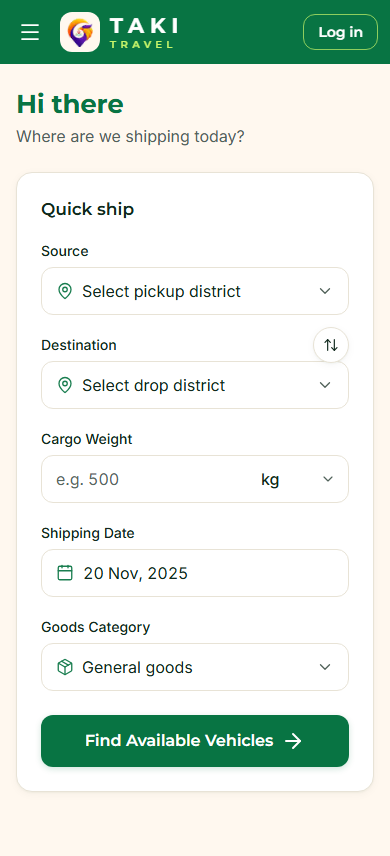 TAKI
TRAVEL
Log in
Hi there
Where are we shipping today?
Quick ship
Source
Select pickup district
Destination
Select drop district
Cargo Weight
e.g. 500 kg
Shipping Date
20 Nov, 2025
Goods Category
General goods
Find Available Vehicles